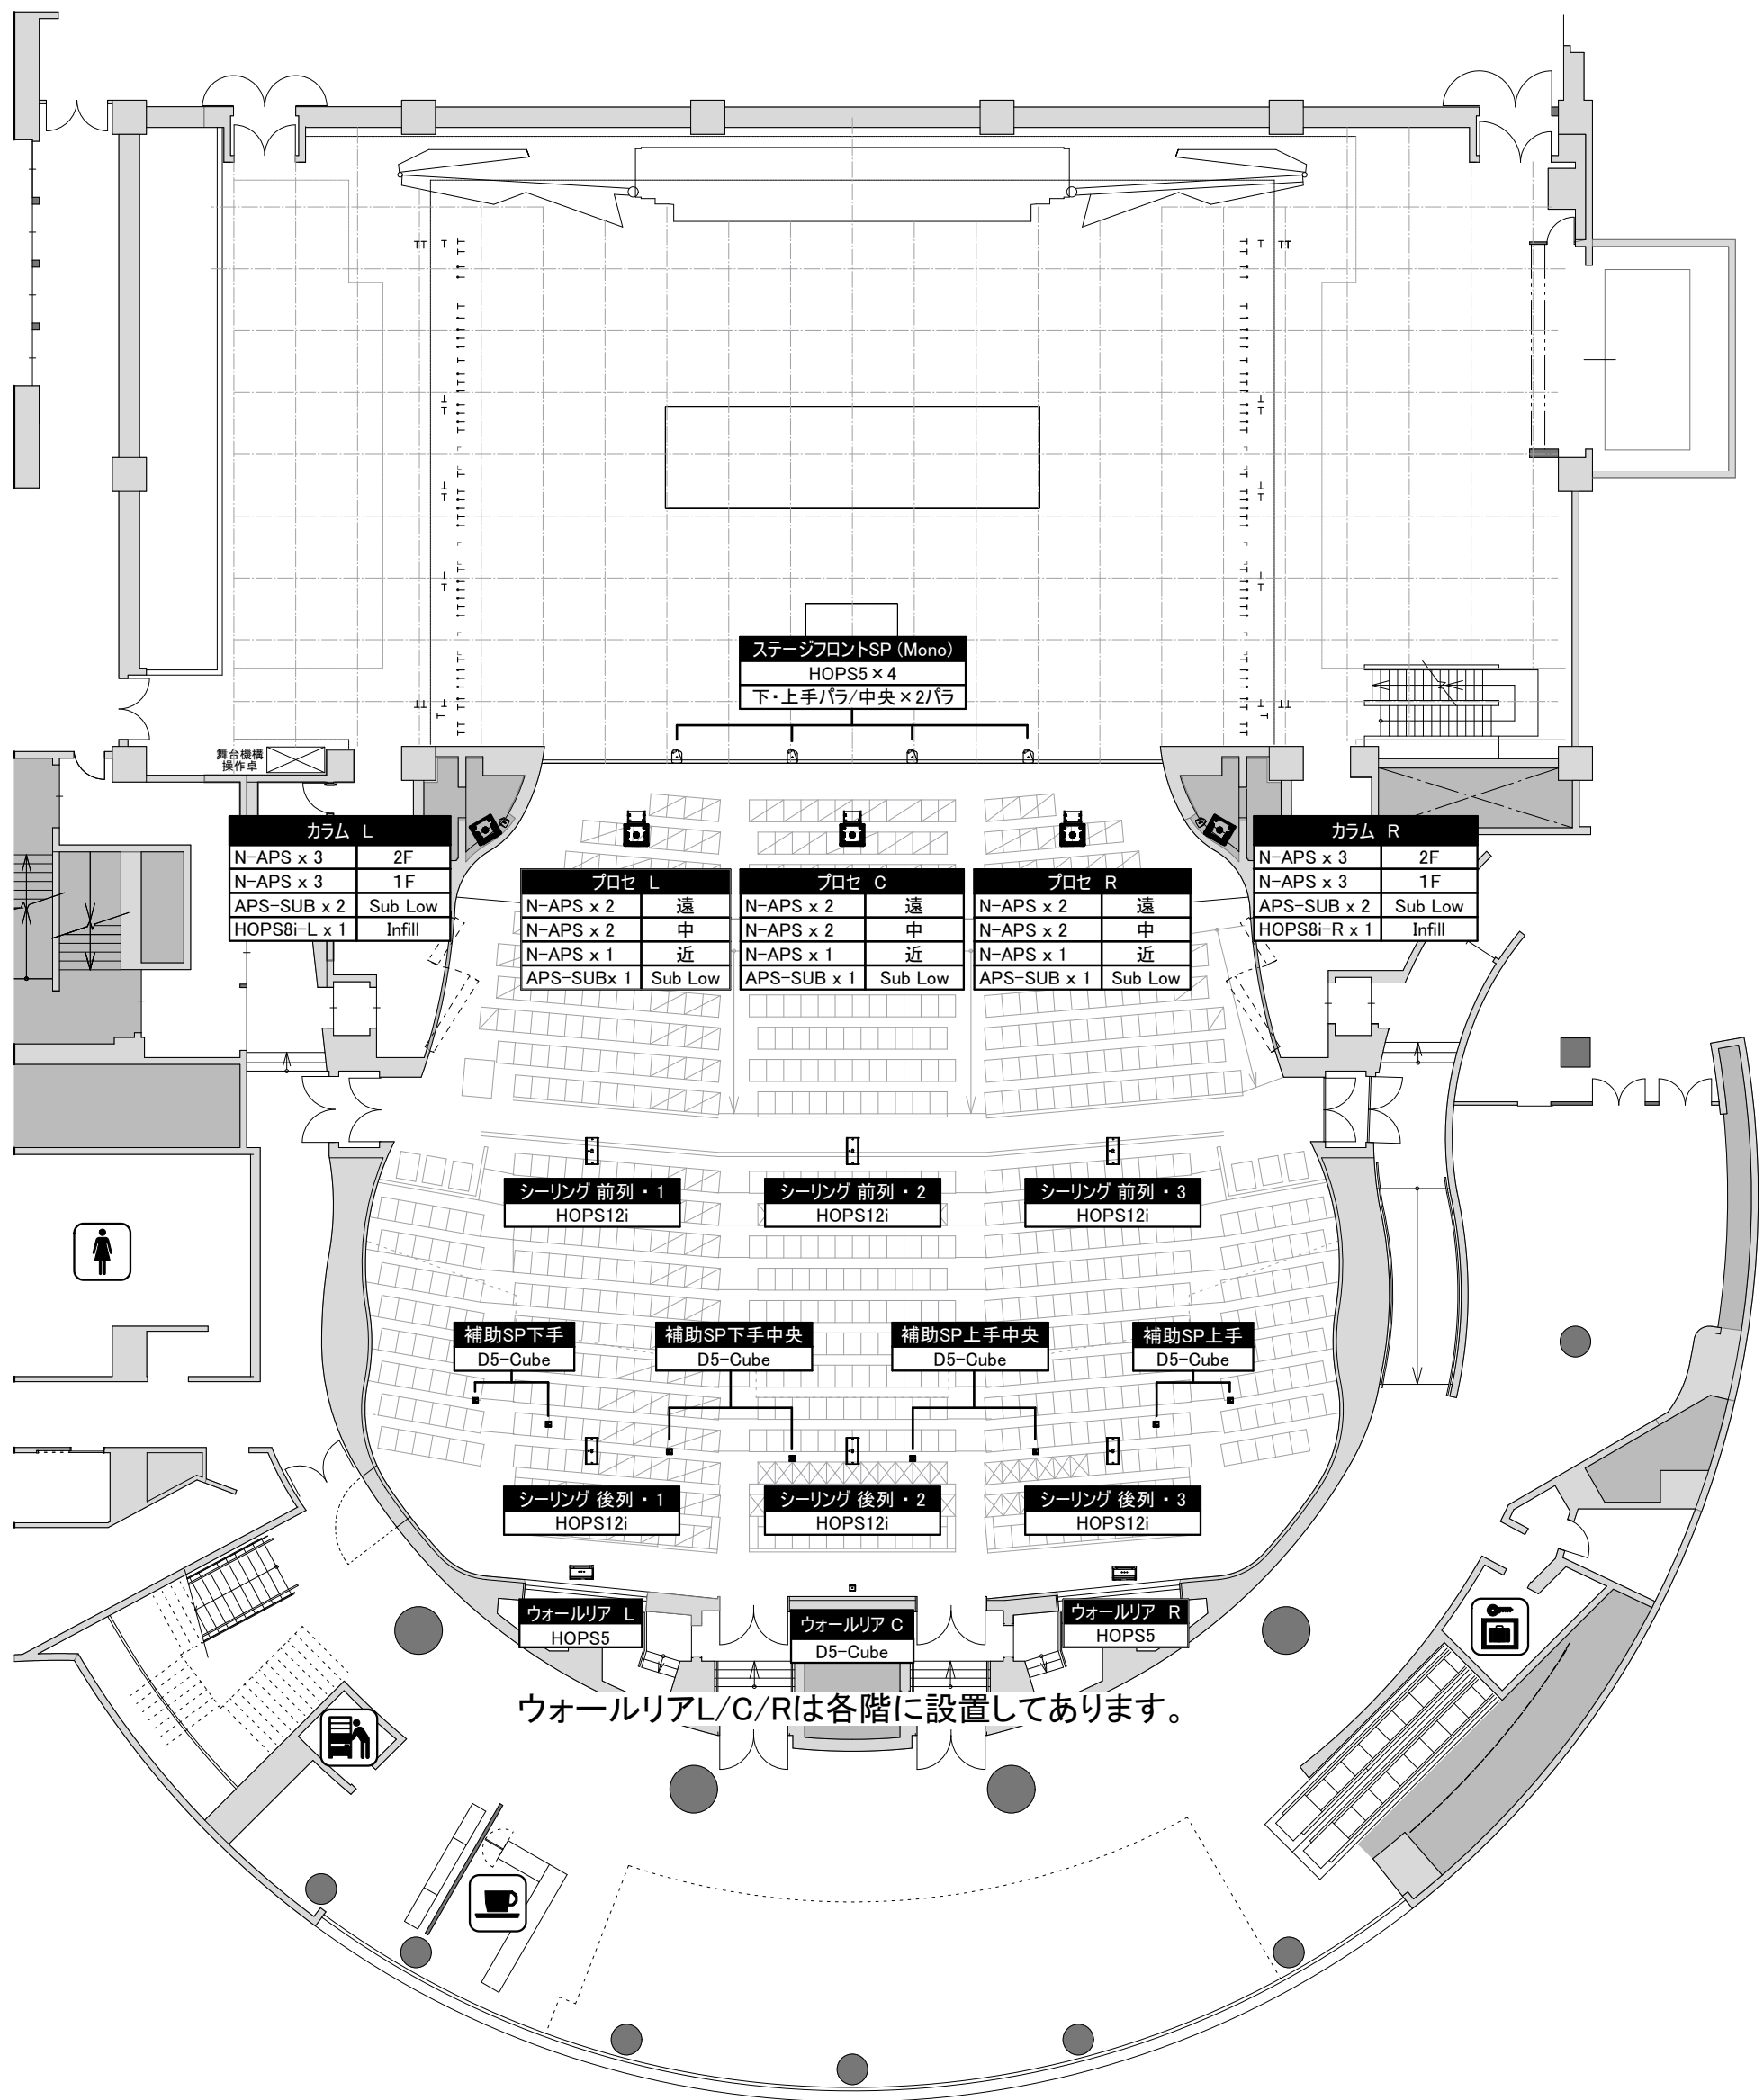 ステージフロントSP (Mono)
HOPS5×4
下・上手パラ/中央×2パラ
舞台機構
操作卓
カラム L
N-APS x 3 2F
N-APS x 3 1F
APS-SUB x 2 Sub Low
HOPS8i-L x 1 Infill
プロセ L
N-APS x 2 遠
N-APS x 2 中
N-APS x 1 近
APS-SUBx 1 Sub Low
プロセ C
N-APS x 2 遠
N-APS x 2 中
N-APS x 1 近
APS-SUB x 1 Sub Low
プロセ R
N-APS x 2 遠
N-APS x 2 中
N-APS x 1 近
APS-SUB x 1 Sub Low
カラム R
N-APS x 3 2F
N-APS x 3 1F
APS-SUB x 2 Sub Low
HOPS8i-R x 1 Infill
シーリング 前列・1
HOPS12i
シーリング 前列・2
HOPS12i
シーリング 前列・3
HOPS12i
補助SP下手
D5-Cube
補助SP下手中央
D5-Cube
補助SP上手中央
D5-Cube
補助SP上手
D5-Cube
シーリング 後列・1
HOPS12i
シーリング 後列・2
HOPS12i
シーリング 後列・3
HOPS12i
ウォールリア L
HOPS5
ウォールリア C
D5-Cube
ウォールリア R
HOPS5
ウォールリアL/C/Rは各階に設置してあります。